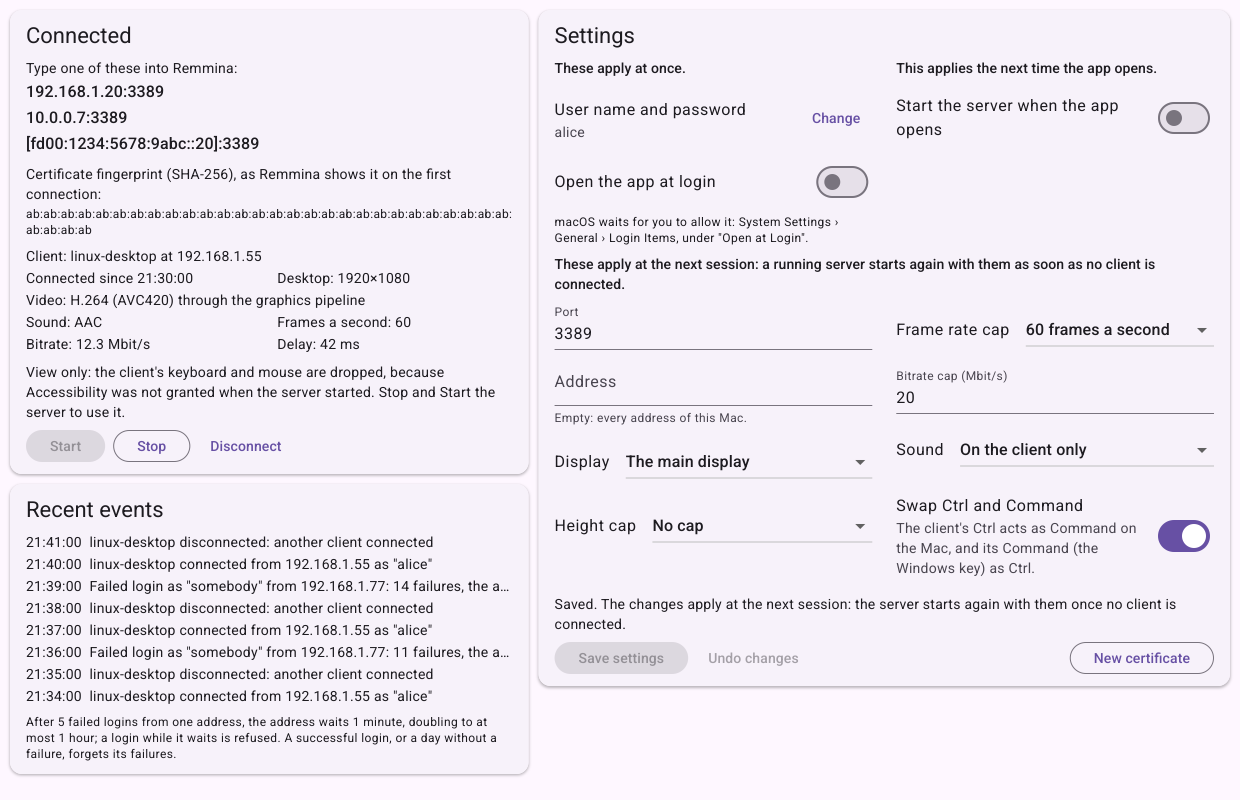 Connected
Type one of these into Remmina:
192.168.1.20:3389
10.0.0.7:3389
[fd00:1234:5678:9abc::20]:3389
Certificate fingerprint (SHA-256), as Remmina shows it on the first
connection:
ab:ab:ab:ab:ab:ab:ab:ab:ab:ab:ab:ab:ab:ab:ab:ab:ab:ab:ab:ab:ab:ab:ab:ab:ab:ab:ab:ab:
ab:ab:ab:ab
Client: linux-desktop at 192.168.1.55
Connected since 21:30:00 Desktop: 1920×1080
Video: H.264 (AVC420) through the graphics pipeline
Sound: AAC Frames a second: 60
Bitrate: 12.3 Mbit/s Delay: 42 ms
View only: the client's keyboard and mouse are dropped, because
Accessibility was not granted when the server started. Stop and Start the
server to use it.
Start Stop Disconnect
Recent events
21:41:00 linux-desktop disconnected: another client connected
21:40:00 linux-desktop connected from 192.168.1.55 as "alice"
21:39:00 Failed login as "somebody" from 192.168.1.77: 14 failures, the a…
21:38:00 linux-desktop disconnected: another client connected
21:37:00 linux-desktop connected from 192.168.1.55 as "alice"
21:36:00 Failed login as "somebody" from 192.168.1.77: 11 failures, the a…
21:35:00 linux-desktop disconnected: another client connected
21:34:00 linux-desktop connected from 192.168.1.55 as "alice"
After 5 failed logins from one address, the address waits 1 minute, doubling to at
most 1 hour; a login while it waits is refused. A successful login, or a day without a
failure, forgets its failures.
Settings
These apply at once.
User name and password
alice
Change
Open the app at login
macOS waits for you to allow it: System Settings ›
General › Login Items, under "Open at Login".
This applies the next time the app opens.
Start the server when the app
opens
These apply at the next session: a running server starts again with them as soon as no client is
connected.
Port
3389
Address
Empty: every address of this Mac.
Display The main display
Height cap No cap
Frame rate cap 60 frames a second
Bitrate cap (Mbit/s)
20
Sound On the client only
Swap Ctrl and Command
The client's Ctrl acts as Command on
the Mac, and its Command (the
Windows key) as Ctrl.
Saved. The changes apply at the next session: the server starts again with them once no client is
connected.
Save settings Undo changes New certificate